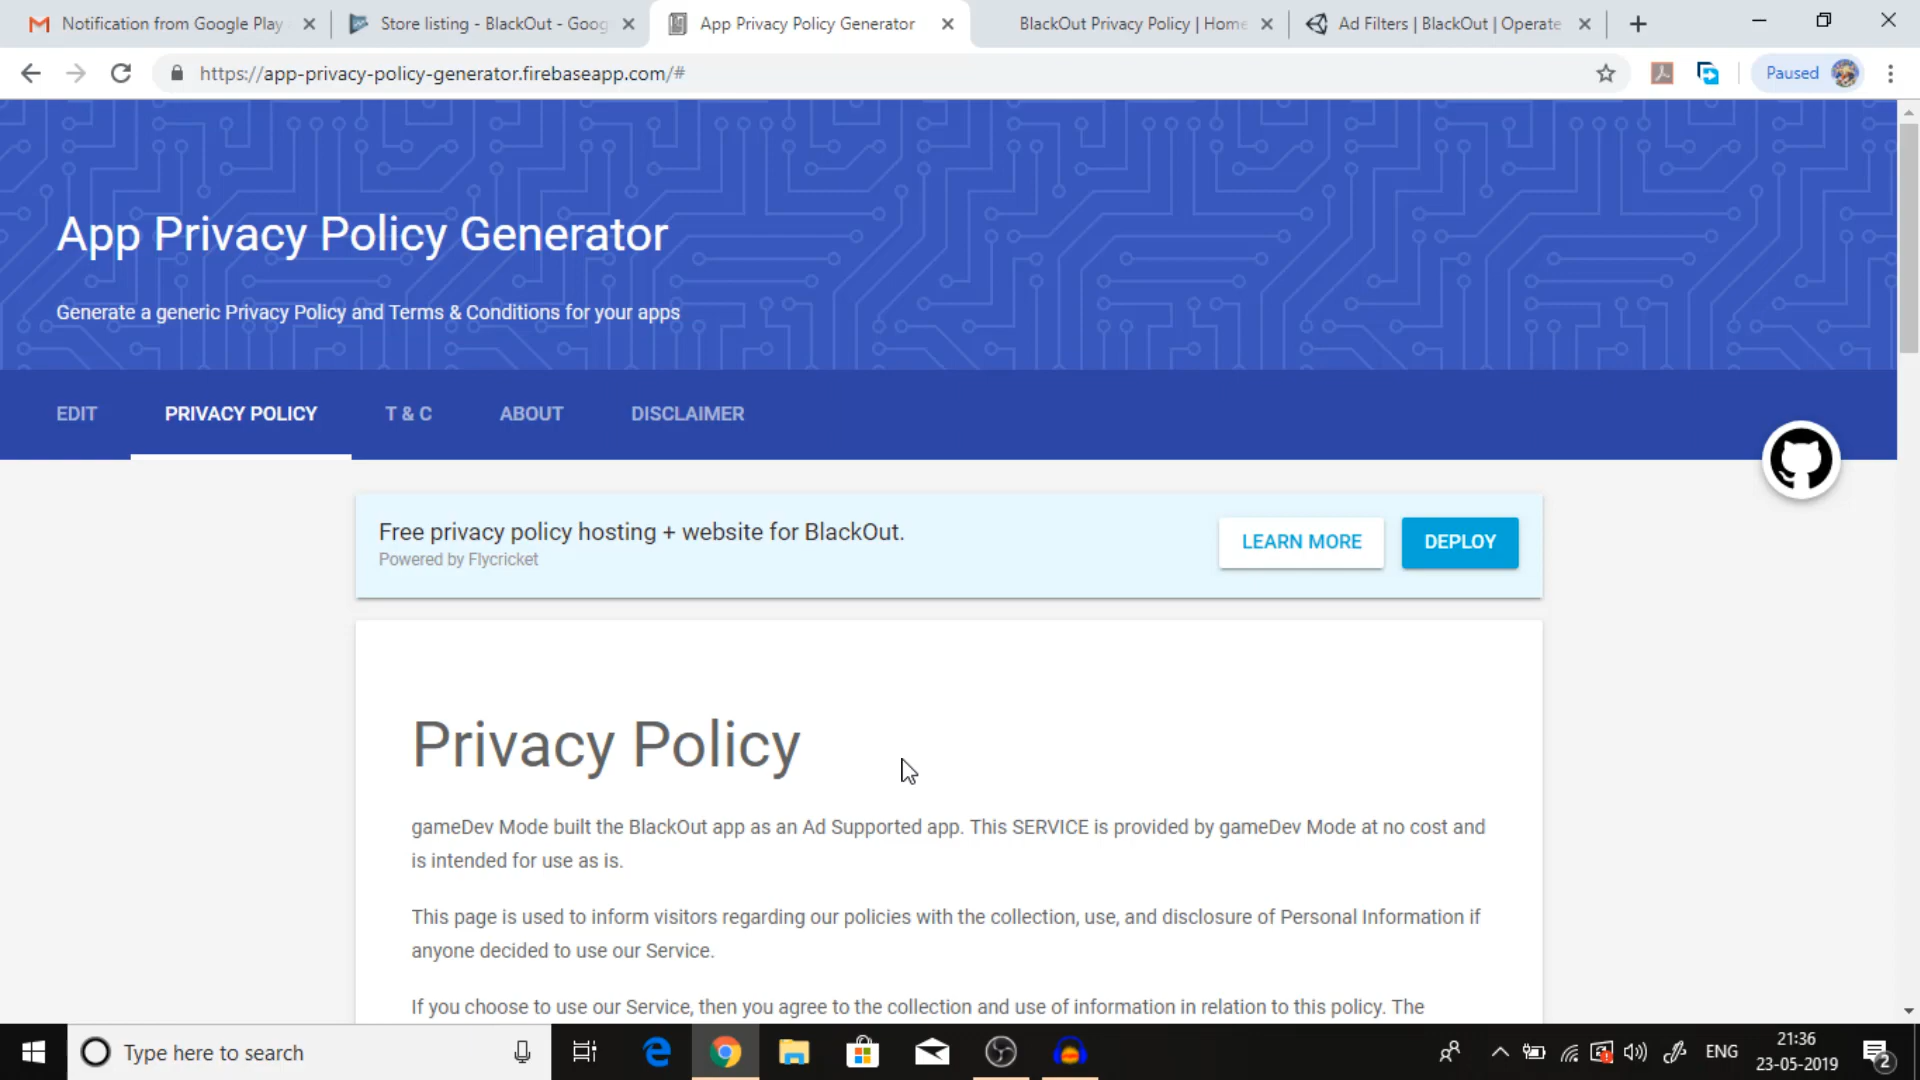 Notification from Google Play
Store listing - BlackOut - Goog
App Privacy Policy Generator
BlackOut Privacy Policy | Home
Ad Filters | BlackOut | Operate
https://app-privacy-policy-generator.firebaseapp.com/#
Paused
App Privacy Policy Generator
Generate a generic Privacy Policy and Terms & Conditions for your apps
EDIT
PRIVACY POLICY
T & C
ABOUT
DISCLAIMER
Free privacy policy hosting + website for BlackOut.
Powered by Flycricket
LEARN MORE
DEPLOY
Privacy Policy
gameDev Mode built the BlackOut app as an Ad Supported app. This SERVICE is provided by gameDev Mode at no cost and
is intended for use as is.
This page is used to inform visitors regarding our policies with the collection, use, and disclosure of Personal Information if
anyone decided to use our Service.
If you choose to use our Service, then you agree to the collection and use of information in relation to this policy. The
Type here to search
ENG
21:36
23-05-2019
2